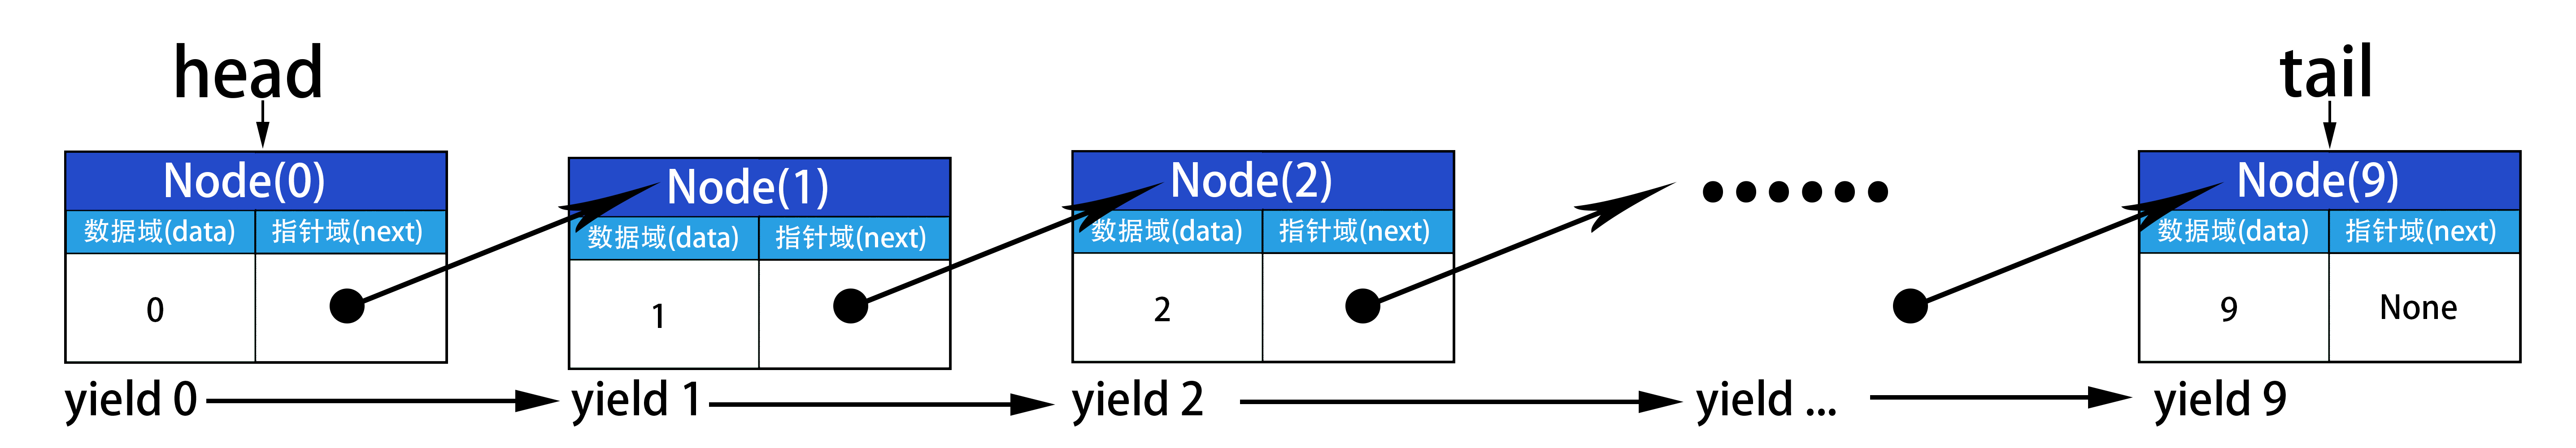 head
tail
Node(0)
数据域(data) 指针域(next)
0
Node(1)
数据域(data) 指针域(next)
1
Node(2)
数据域(data) 指针域(next)
2
......
Node(9)
数据域(data) 指针域(next)
9 None
yield 0
yield 1
yield 2
yield ...
yield 9